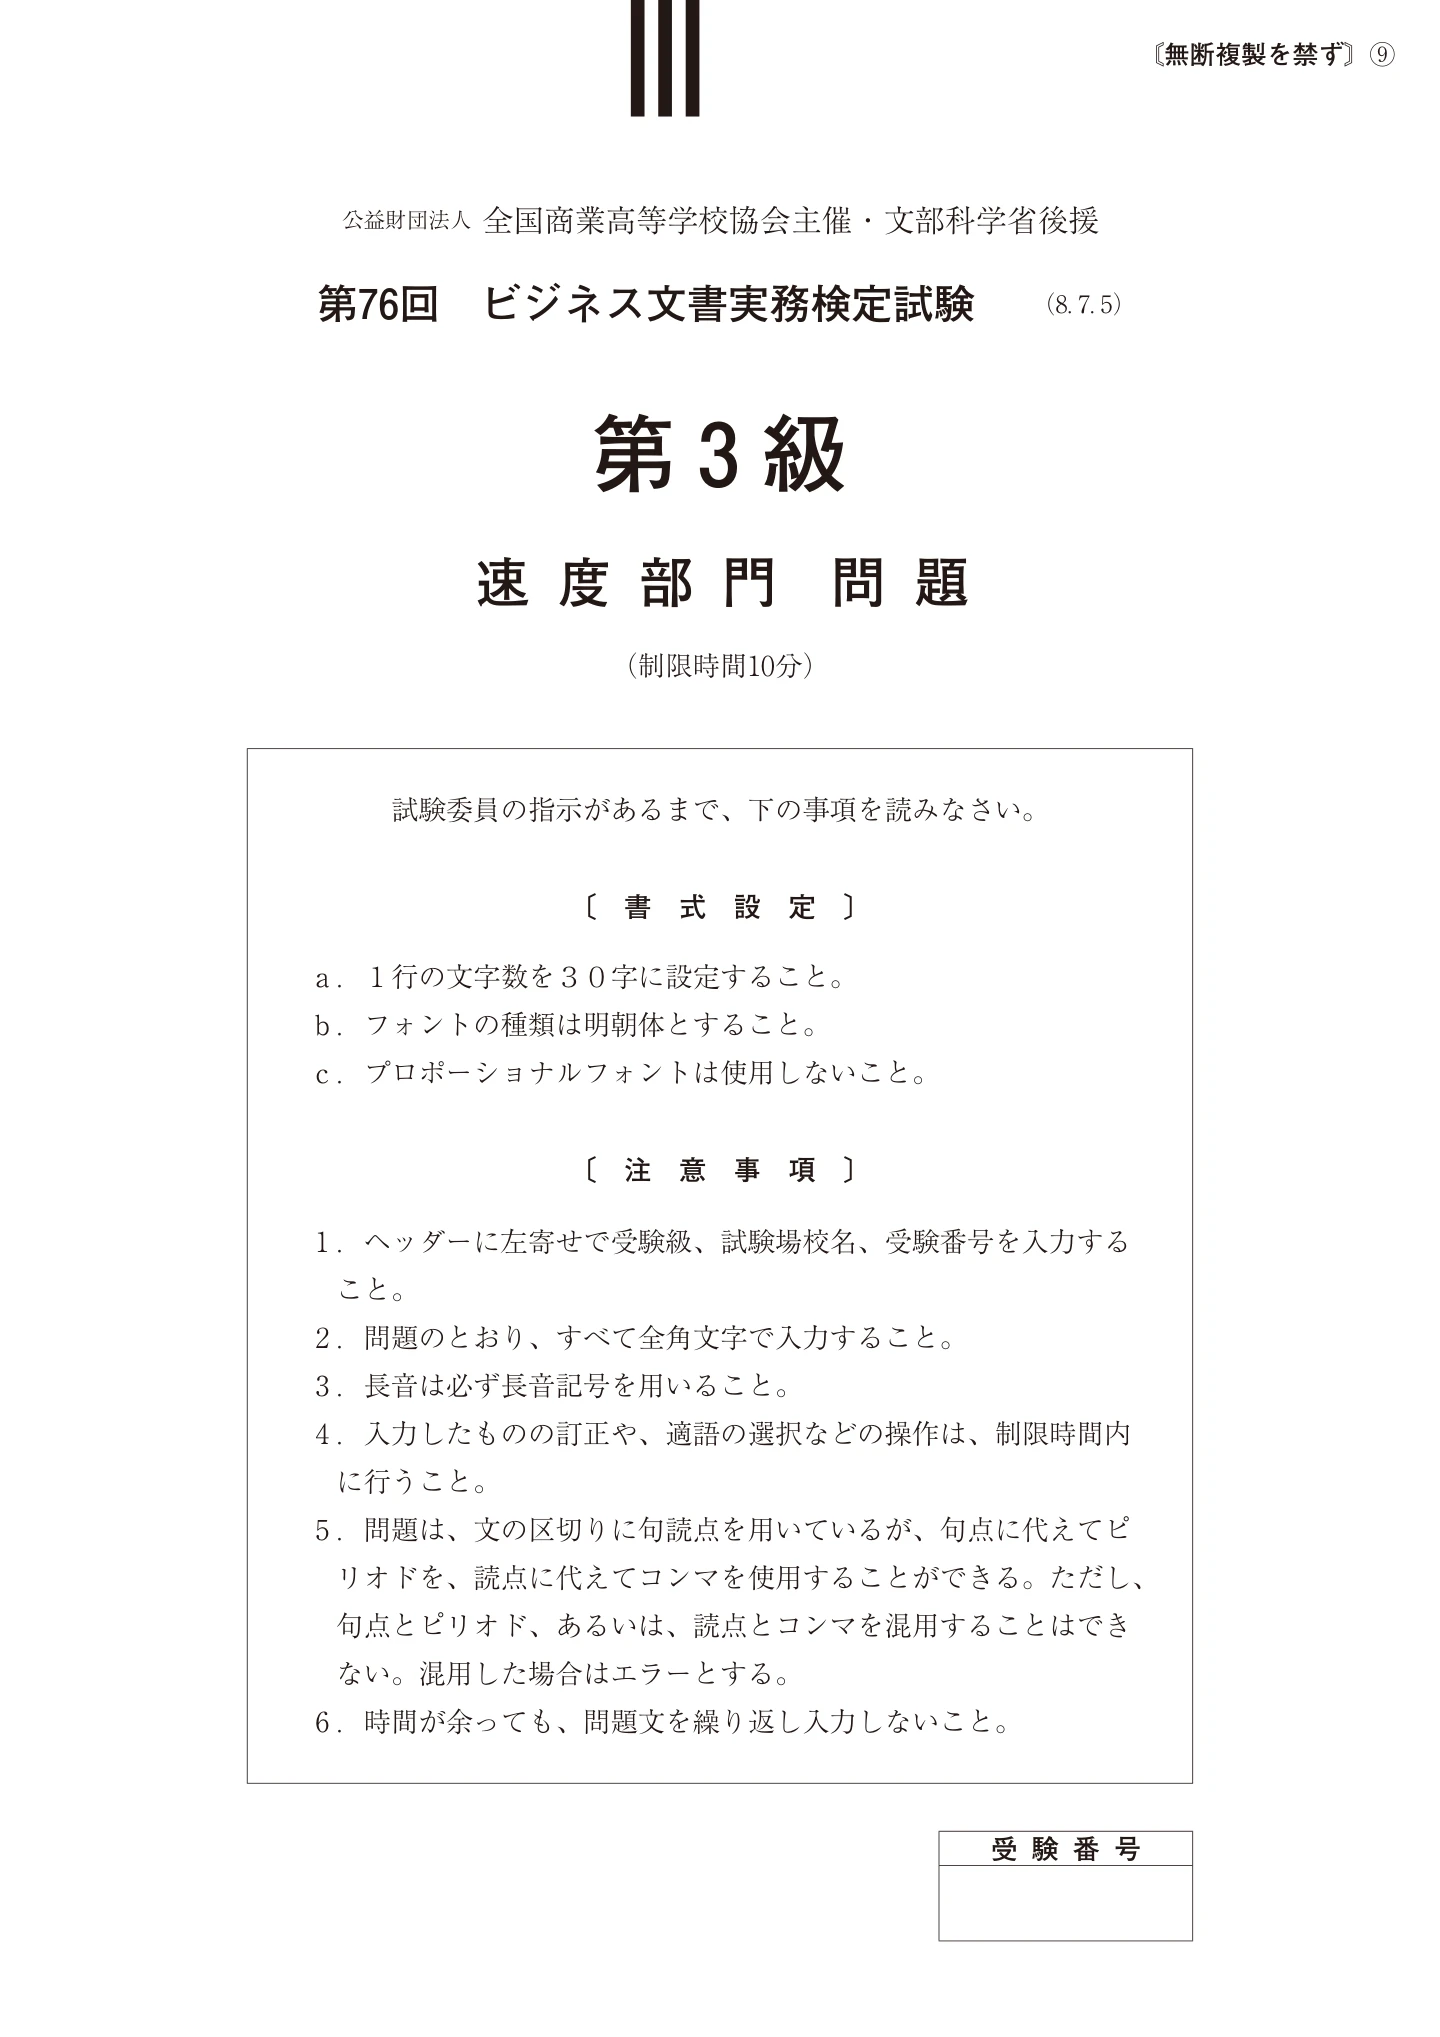 〔無断複製を禁ず〕⑨
公益財団法人 全国商業高等学校協会主催・文部科学省後援
第76回　ビジネス文書実務検定試験　（8. 7. 5）
第３級
速度部門　問題
（制限時間10分）
試験委員の指示があるまで、下の事項を読みなさい。
〔　書　式　設　定　〕
ａ．１行の文字数を３０字に設定すること。
ｂ．フォントの種類は明朝体とすること。
ｃ．プロポーショナルフォントは使用しないこと。
〔　注　意　事　項　〕
１．ヘッダーに左寄せで受験級、試験場校名、受験番号を入力する
こと。
２．問題のとおり、すべて全角文字で入力すること。
３．長音は必ず長音記号を用いること。
４．入力したものの訂正や、適語の選択などの操作は、制限時間内
に行うこと。
５．問題は、文の区切りに句読点を用いているが、句点に代えてピ
リオドを、読点に代えてコンマを使用することができる。ただし、
句点とピリオド、あるいは、読点とコンマを混用することはでき
ない。混用した場合はエラーとする。
６．時間が余っても、問題文を繰り返し入力しないこと。
受験番号